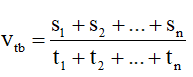 v_tb = (s_1 + s_2 + ... + s_n) / (t_1 + t_2 + ... + t_n)